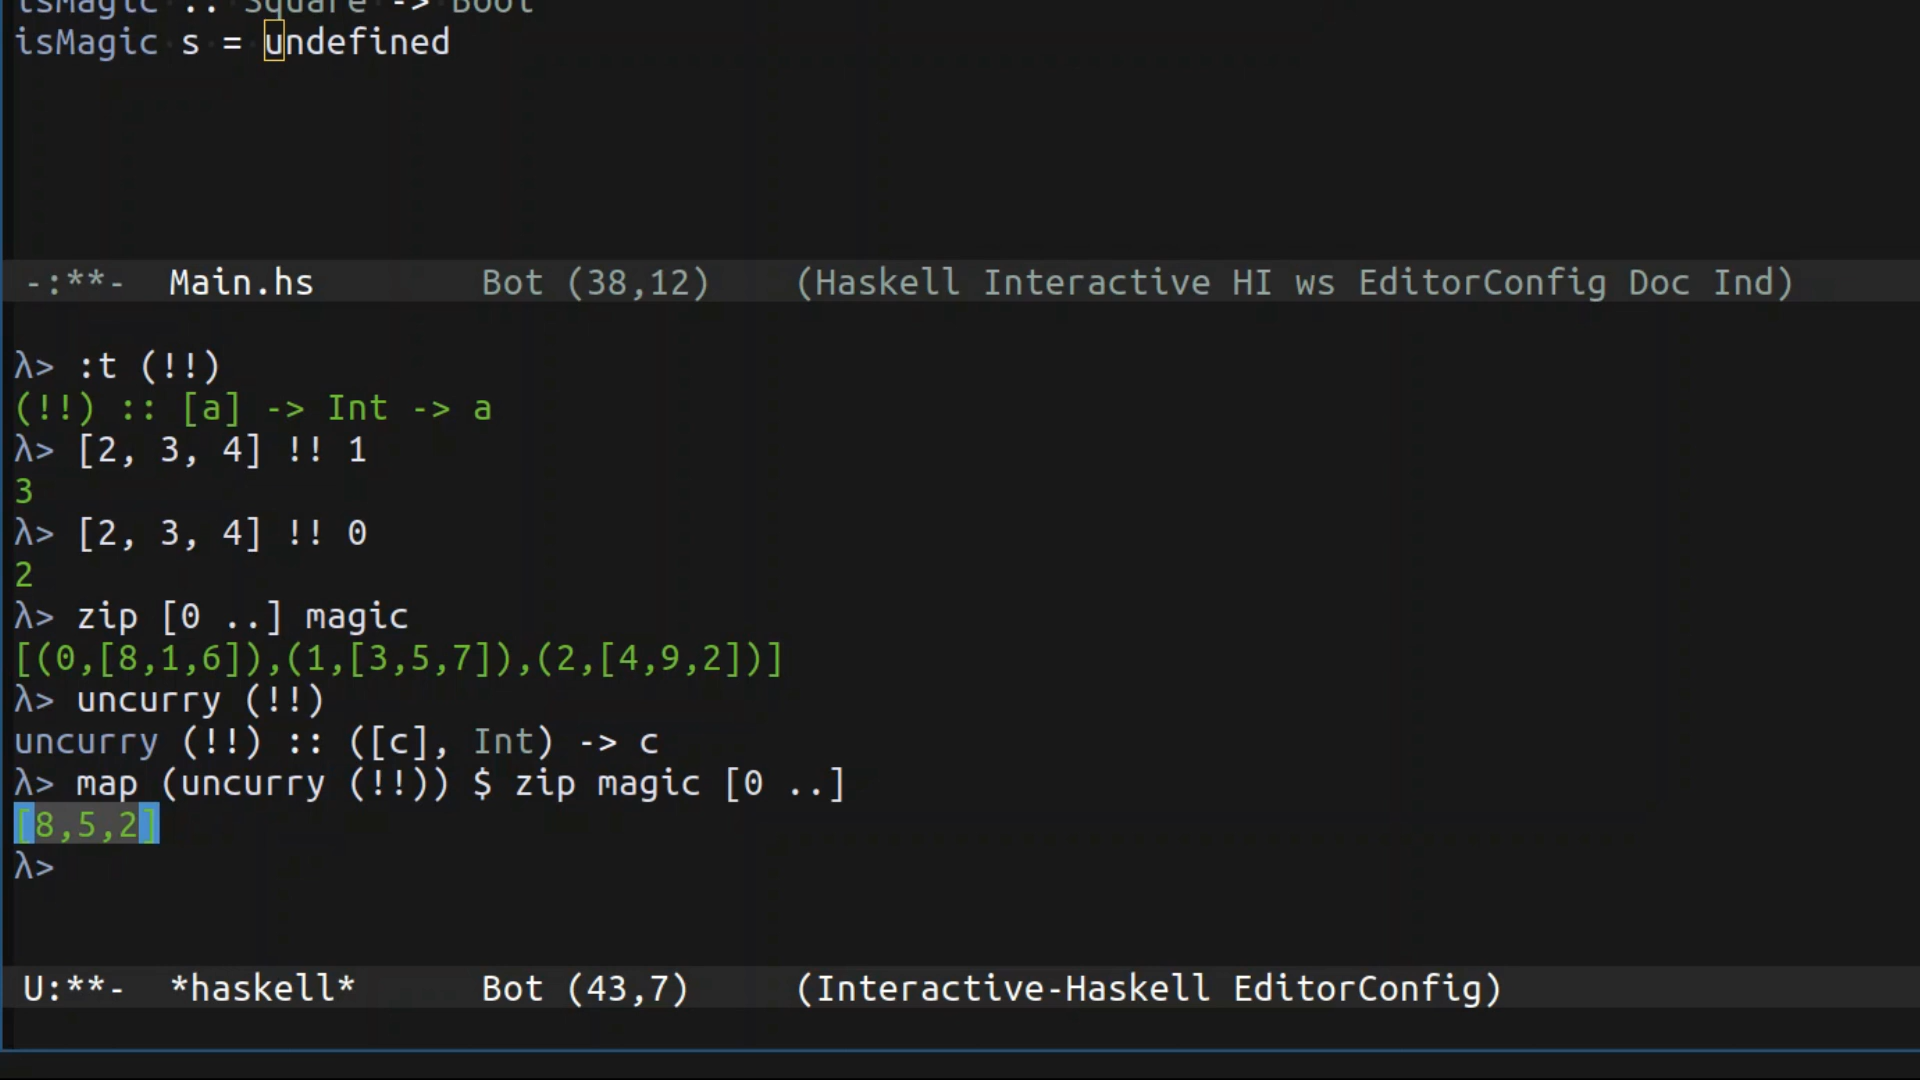 isMagic :: Square -> Bool
isMagic s = undefined
-:**- Main.hs Bot (38,12) (Haskell Interactive HI ws EditorConfig Doc Ind)
λ> :t (!!)
(!!) :: [a] -> Int -> a
λ> [2, 3, 4] !! 1
3
λ> [2, 3, 4] !! 0
2
λ> zip [0 ..] magic
[(0,[8,1,6]),(1,[3,5,7]),(2,[4,9,2])]
λ> uncurry (!!)
uncurry (!!) :: ([c], Int) -> c
λ> map (uncurry (!!)) $ zip magic [0 ..]
[8,5,2]
λ>
U:**- *haskell* Bot (43,7) (Interactive-Haskell EditorConfig)